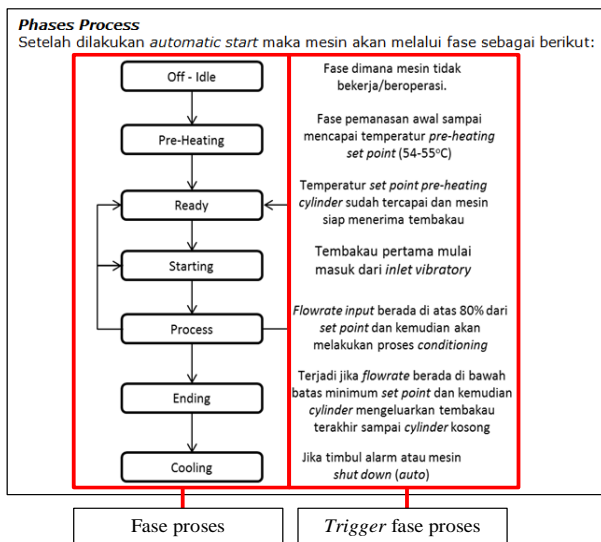 Phases Process
Setelah dilakukan automatic start maka mesin akan melalui fase sebagai berikut:
Off - Idle
Fase dimana mesin tidak
bekerja/beroperasi.
Pre-Heating
Fase pemanasan awal sampai
mencapai temperatur pre-heating
set point (54-55°C)
Ready
Temperatur set point pre-heating
cylinder sudah tercapai dan mesin
siap menerima tembakau
Starting
Tembakau pertama mulai
masuk dari inlet vibratory
Process
Flowrate input berada di atas 80% dari
set point dan kemudian akan
melakukan proses conditioning
Ending
Terjadi jika flowrate berada di bawah
batas minimum set point dan kemudian
cylinder mengeluarkan tembakau
terakhir sampai cylinder kosong
Cooling
Jika timbul alarm atau mesin
shut down (auto)
Fase proses
Trigger fase proses